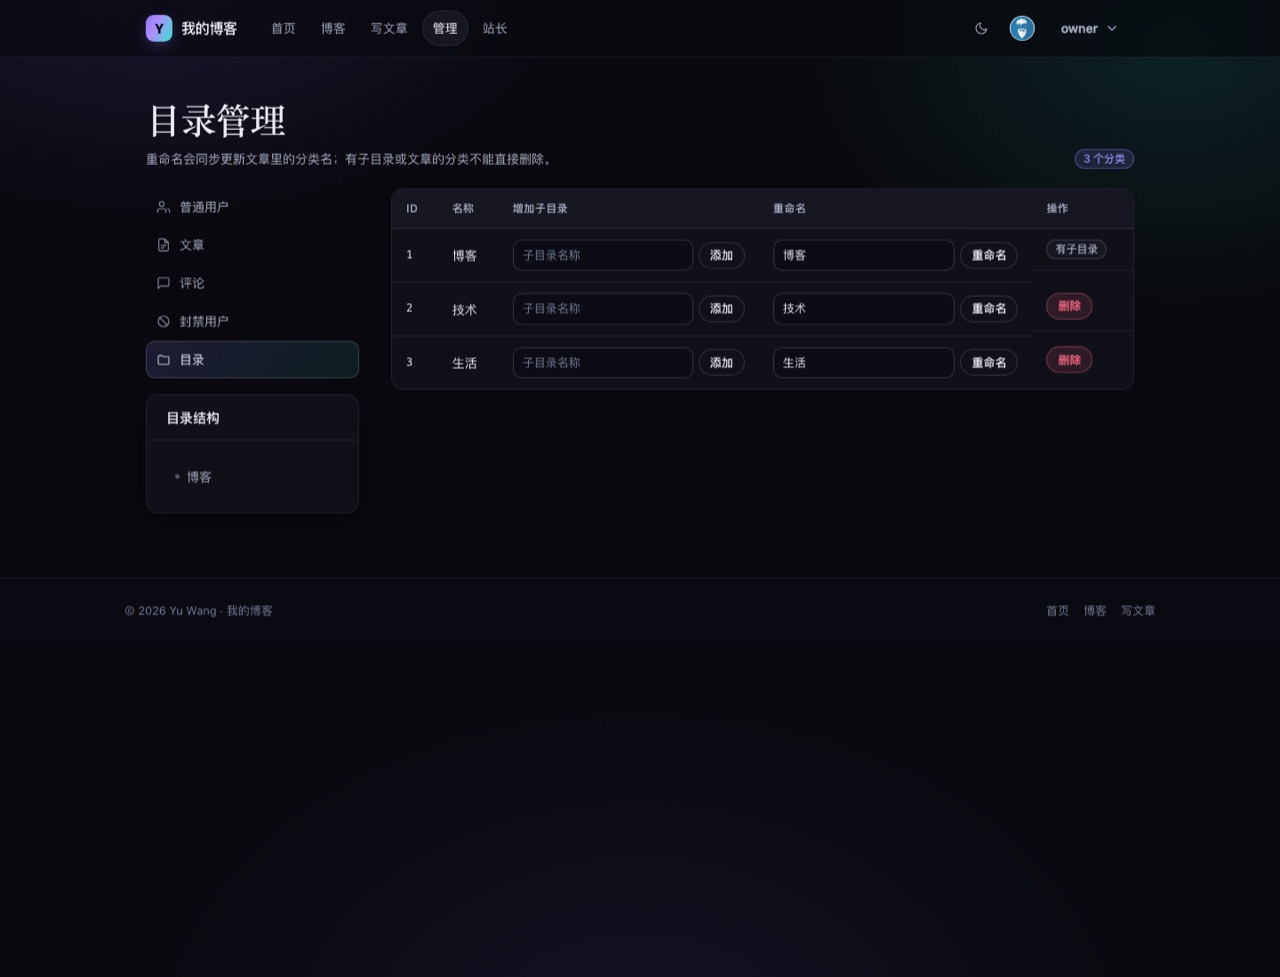 Y 我的博客 首页 博客 写文章 管理 站长 owner
目录管理
重命名会同步更新文章里的分类名；有子目录或文章的分类不能直接删除。 3 个分类
普通用户
文章
评论
封禁用户
目录
目录结构
博客
ID 名称 增加子目录 重命名 操作
1 博客 子目录名称 添加 博客 重命名 有子目录
2 技术 子目录名称 添加 技术 重命名 删除
3 生活 子目录名称 添加 生活 重命名 删除
© 2026 Yu Wang · 我的博客 首页 博客 写文章